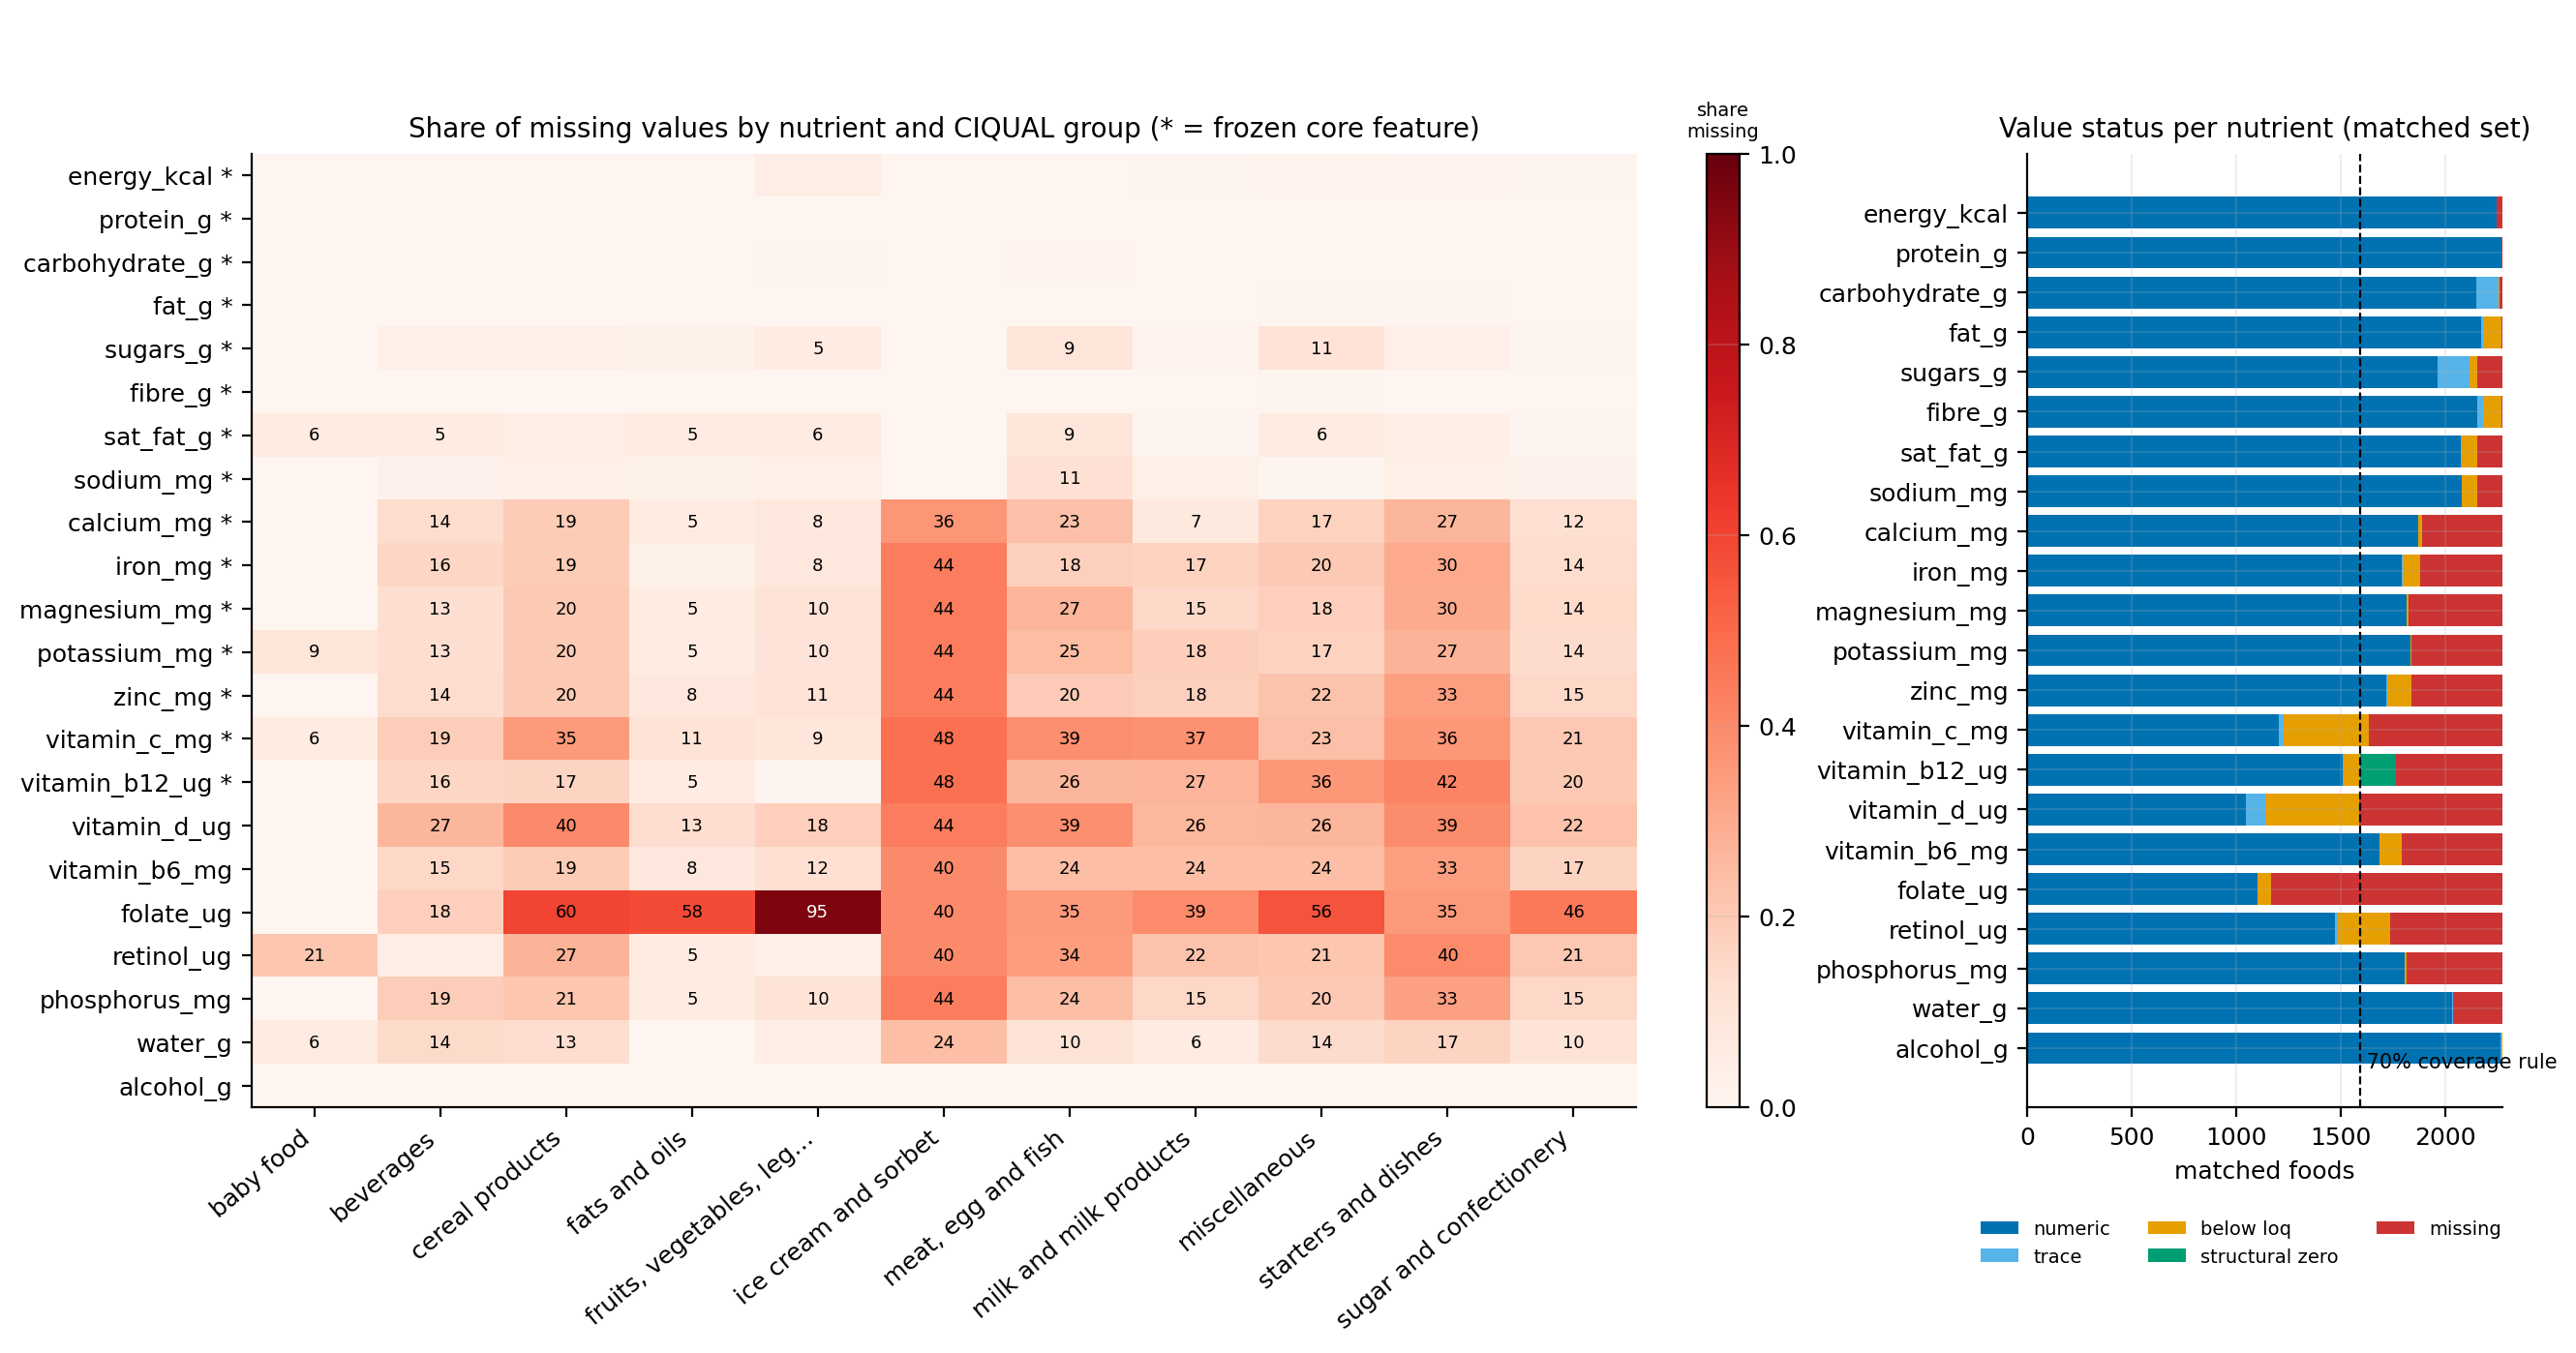 Share of missing values by nutrient and CIQUAL group (* = frozen core feature)
energy_kcal *
protein_g *
carbohydrate_g *
fat_g *
sugars_g * 5 9 11
fibre_g *
sat_fat_g * 6 5 5 6 9 6
sodium_mg * 11
calcium_mg * 14 19 5 8 36 23 7 17 27 12
iron_mg * 16 19 8 44 18 17 20 30 14
magnesium_mg * 13 20 5 10 44 27 15 18 30 14
potassium_mg * 9 13 20 5 10 44 25 18 17 27 14
zinc_mg * 14 20 8 11 44 20 18 22 33 15
vitamin_c_mg * 6 19 35 11 9 48 39 37 23 36 21
vitamin_b12_ug * 16 17 5 48 26 27 36 42 20
vitamin_d_ug 27 40 13 18 44 39 26 26 39 22
vitamin_b6_mg 15 19 8 12 40 24 24 24 33 17
folate_ug 18 60 58 95 40 35 39 56 35 46
retinol_ug 21 27 5 40 34 22 21 40 21
phosphorus_mg 19 21 5 10 44 24 15 20 33 15
water_g 6 14 13 24 10 6 14 17 10
alcohol_g
baby food
beverages
cereal products
fats and oils
fruits, vegetables, leg...
ice cream and sorbet
meat, egg and fish
milk and milk products
miscellaneous
starters and dishes
sugar and confectionery
share
missing
1.0
0.8
0.6
0.4
0.2
0.0
Value status per nutrient (matched set)
energy_kcal
protein_g
carbohydrate_g
fat_g
sugars_g
fibre_g
sat_fat_g
sodium_mg
calcium_mg
iron_mg
magnesium_mg
potassium_mg
zinc_mg
vitamin_c_mg
vitamin_b12_ug
vitamin_d_ug
vitamin_b6_mg
folate_ug
retinol_ug
phosphorus_mg
water_g
alcohol_g
70% coverage rule
0 500 1000 1500 2000
matched foods
numeric below loq missing
trace structural zero